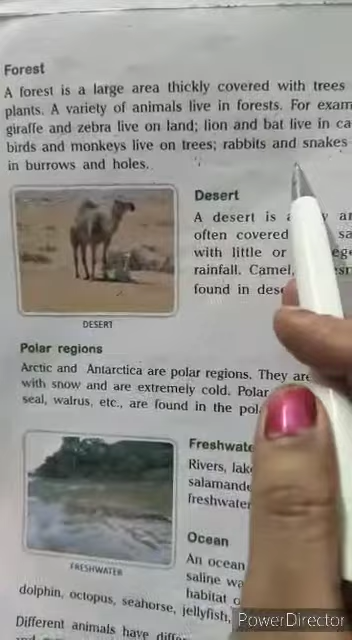 Forest
A forest is a large area thickly covered with trees
plants. A variety of animals live in forests. For exam
giraffe and zebra live on land; lion and bat live in ca
birds and monkeys live on trees; rabbits and snakes
in burrows and holes.
Desert
A desert is
often covered
with little or
rainfall. Camel,
found in dese
DESERT
Polar regions
Arctic and Antarctica are polar regions. They are
with snow and are extremely cold. Polar
seal, walrus, etc., are found in the pol
Freshwate
Rivers, lak
salamande
freshwater
FRESHWATER
Ocean
An ocean
saline wa
habitat o
dolphin, octopus, seahorse, jellyfish,
Different animals have diffe
PowerDirector